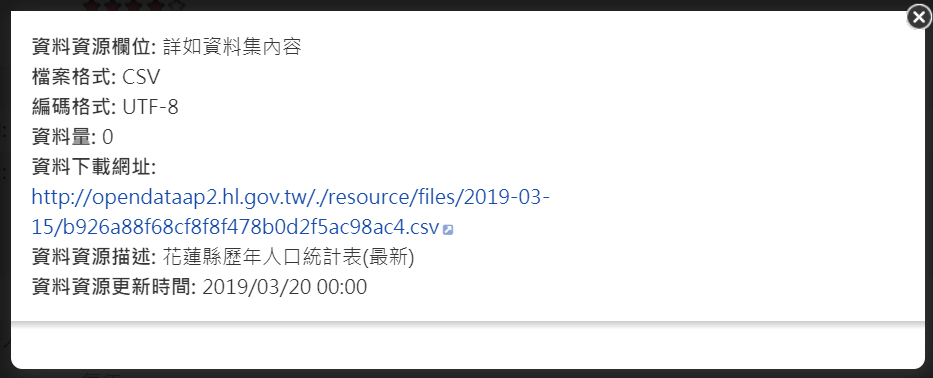 資料資源欄位: 詳如資料集內容
檔案格式: CSV
編碼格式: UTF-8
資料量: 0
資料下載網址:
http://opendataap2.hl.gov.tw/./resource/files/2019-03-
15/b926a88f68cf8f8f478b0d2f5ac98ac4.csv
資料資源描述: 花蓮縣歷年人口統計表(最新)
資料資源更新時間: 2019/03/20 00:00